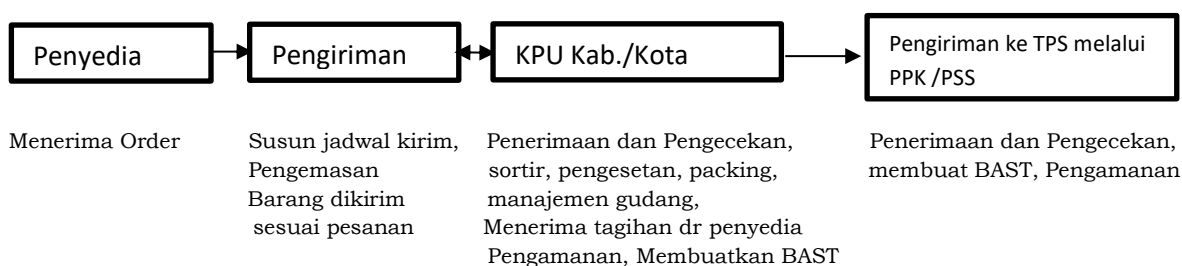 Penyedia
Pengiriman
KPU Kab./Kota
Pengiriman ke TPS melalui
PPK /PSS
Menerima Order
Susun jadwal kirim,
Pengemasan
Barang dikirim
sesuai pesanan
Penerimaan dan Pengecekan,
sortir, pengesetan, packing,
manajemen gudang,
Menerima tagihan dr penyedia
Pengamanan, Membuatkan BAST
Penerimaan dan Pengecekan,
membuat BAST, Pengamanan